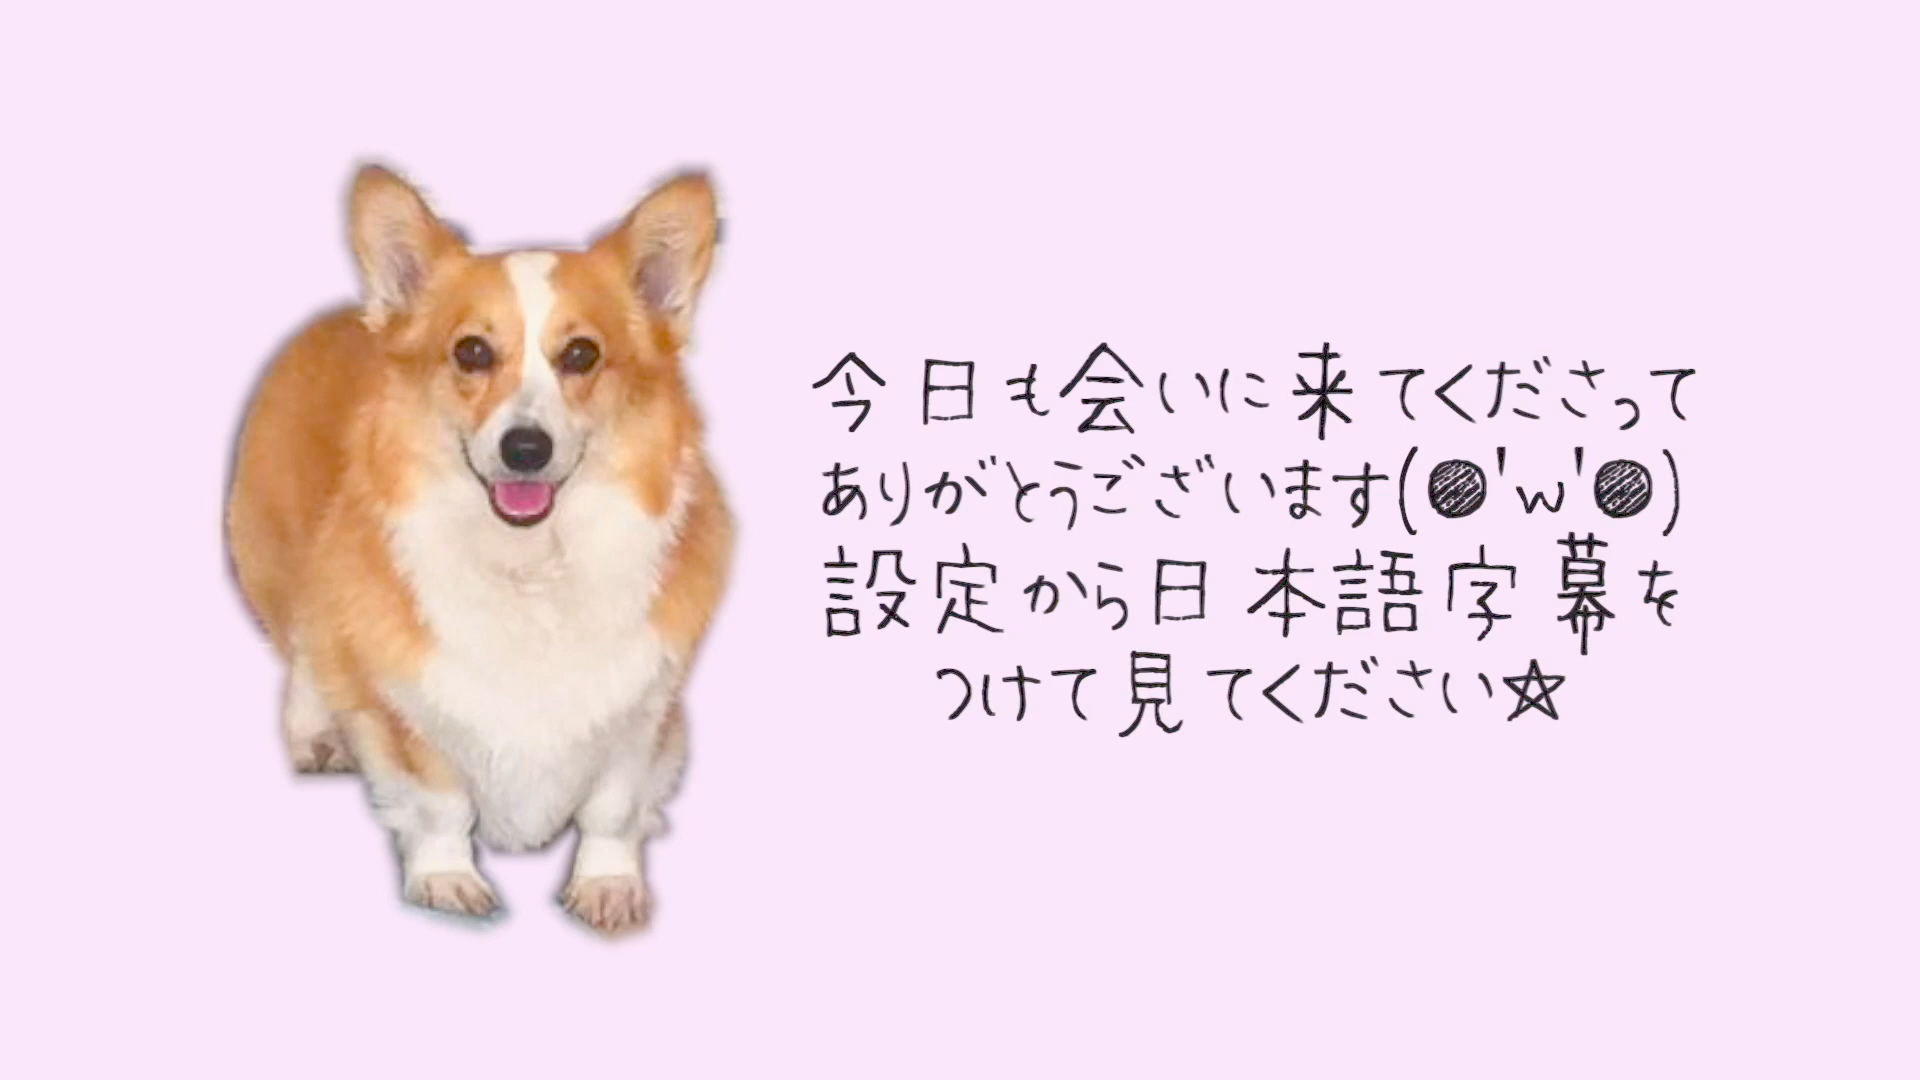 今日も会いに来てくださって
ありがとうございます(●'w'●)
設定から日本語字幕を
つけて見てください☆